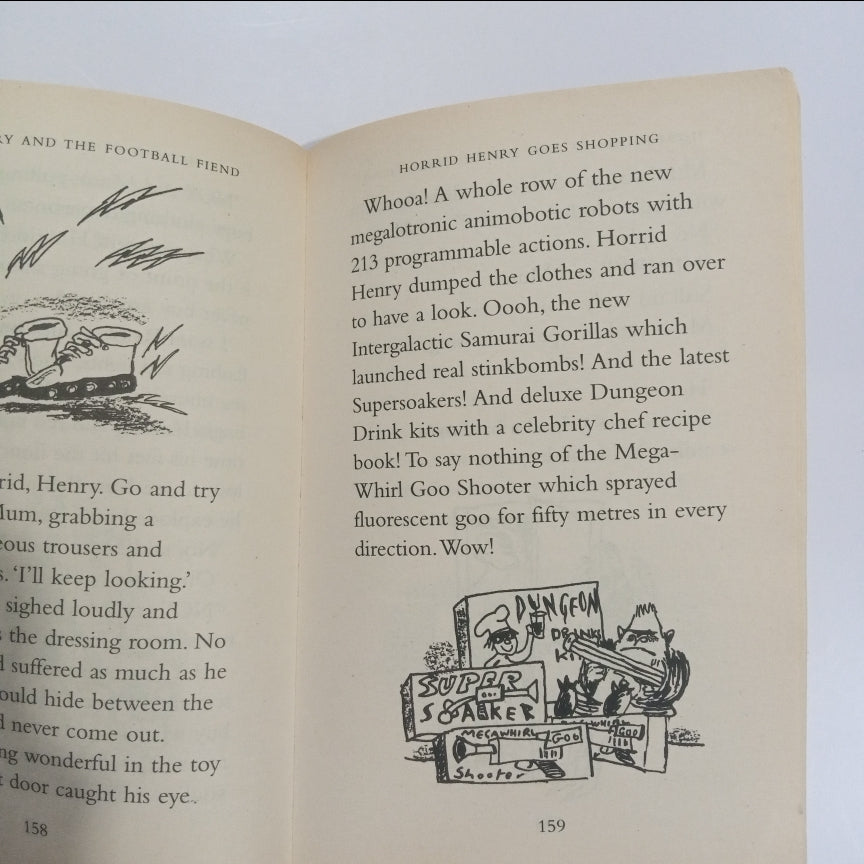 AND THE FOOTBALL FIEND
Henry. Go and try
grabbing a
trousers and
'I'll keep looking.'
sighed loudly and
the dressing room. No
suffered as much as he
hide between the
never come out.
wonderful in the toy
door caught his eye.
158
HORRID HENRY GOES SHOPPING
Whooa! A whole row of the new
megalotronic animobotic robots with
213 programmable actions. Horrid
Henry dumped the clothes and ran over
to have a look. Oooh, the new
Intergalactic Samurai Gorillas which
launched real stinkbombs! And the latest
Supersoakers! And deluxe Dungeon
Drink kits with a celebrity chef recipe
book! To say nothing of the Mega-
Whirl Goo Shooter which sprayed
fluorescent goo for fifty metres in every
direction. Wow!
DUNGEON
DRINK
KIT
SUPER
SOAKER
MEGAWHIRL
GOO
Shooter
MEGAWHIRL
GOO
159